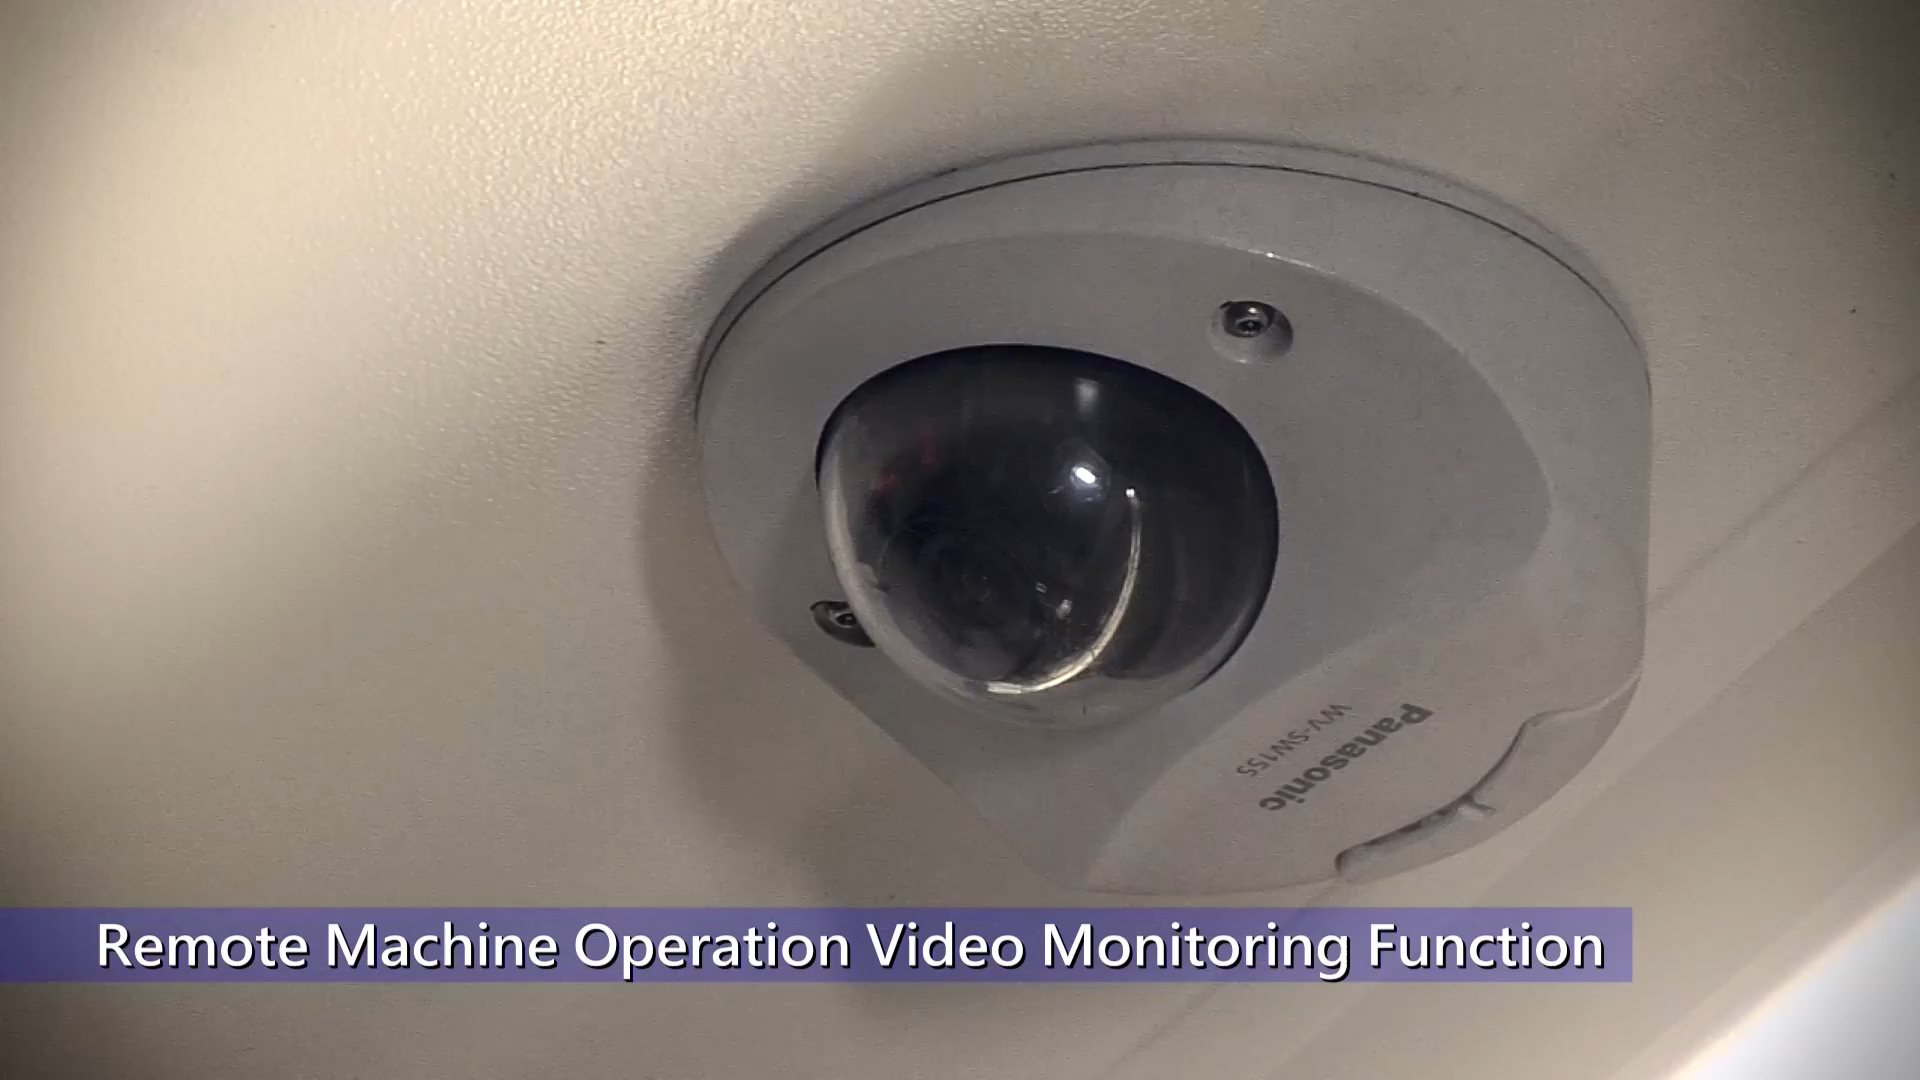 Panasonic
WV-SW155
Remote Machine Operation Video Monitoring Function